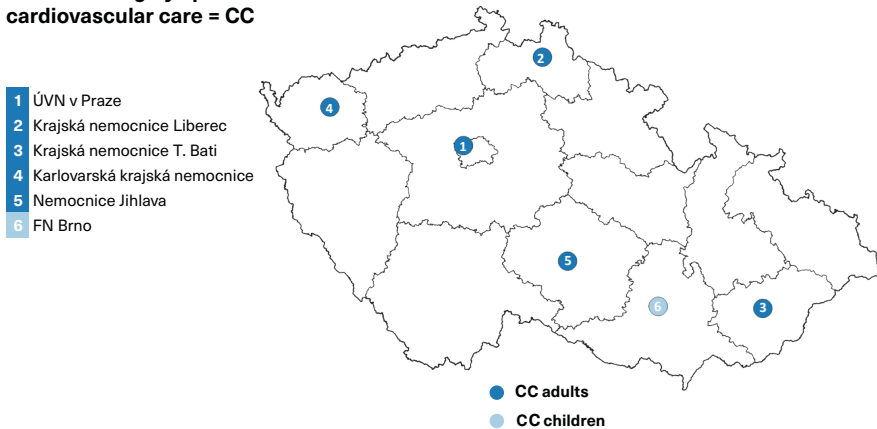 cardiovascular care = CC
1 ÚVN v Praze
2 Krajská nemocnice Liberec
3 Krajská nemocnice T. Bati
4 Karlovarská krajská nemocnice
5 Nemocnice Jihlava
6 FN Brno
2
4
1
5
6
3
CC adults
CC children